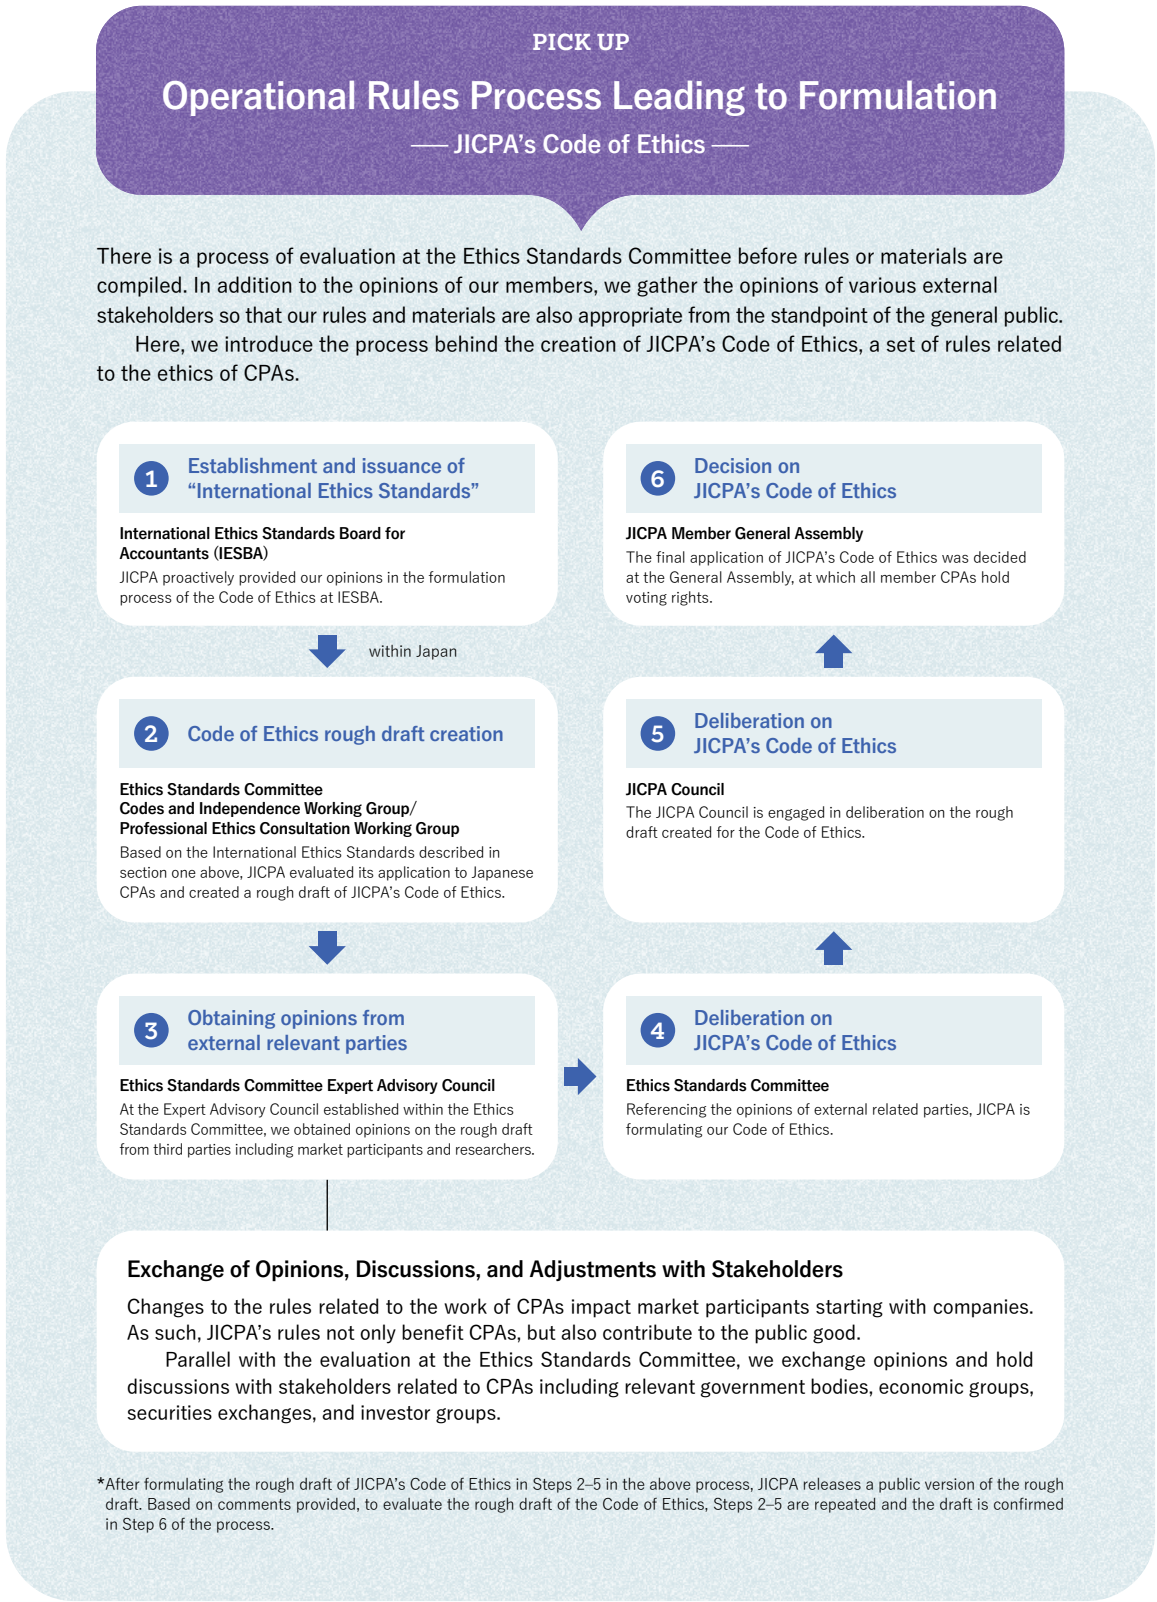 PICK UP
Operational Rules Process Leading to Formulation
— JICPA’s Code of Ethics —
There is a process of evaluation at the Ethics Standards Committee before rules or materials are
compiled. In addition to the opinions of our members, we gather the opinions of various external
stakeholders so that our rules and materials are also appropriate from the standpoint of the general public.
Here, we introduce the process behind the creation of JICPA’s Code of Ethics, a set of rules related
to the ethics of CPAs.
1
Establishment and issuance of
“International Ethics Standards”
International Ethics Standards Board for
Accountants (IESBA)
JICPA proactively provided our opinions in the formulation
process of the Code of Ethics at IESBA.
within Japan
2
Code of Ethics rough draft creation
Ethics Standards Committee
Codes and Independence Working Group/
Professional Ethics Consultation Working Group
Based on the International Ethics Standards described in
section one above, JICPA evaluated its application to Japanese
CPAs and created a rough draft of JICPA’s Code of Ethics.
3
Obtaining opinions from
external relevant parties
Ethics Standards Committee Expert Advisory Council
At the Expert Advisory Council established within the Ethics
Standards Committee, we obtained opinions on the rough draft
from third parties including market participants and researchers.
4
Deliberation on
JICPA’s Code of Ethics
Ethics Standards Committee
Referencing the opinions of external related parties, JICPA is
formulating our Code of Ethics.
5
Deliberation on
JICPA’s Code of Ethics
JICPA Council
The JICPA Council is engaged in deliberation on the rough
draft created for the Code of Ethics.
6
Decision on
JICPA’s Code of Ethics
JICPA Member General Assembly
The final application of JICPA’s Code of Ethics was decided
at the General Assembly, at which all member CPAs hold
voting rights.
Exchange of Opinions, Discussions, and Adjustments with Stakeholders
Changes to the rules related to the work of CPAs impact market participants starting with companies.
As such, JICPA’s rules not only benefit CPAs, but also contribute to the public good.
Parallel with the evaluation at the Ethics Standards Committee, we exchange opinions and hold
discussions with stakeholders related to CPAs including relevant government bodies, economic groups,
securities exchanges, and investor groups.
*After formulating the rough draft of JICPA’s Code of Ethics in Steps 2–5 in the above process, JICPA releases a public version of the rough
draft. Based on comments provided, to evaluate the rough draft of the Code of Ethics, Steps 2–5 are repeated and the draft is confirmed
in Step 6 of the process.